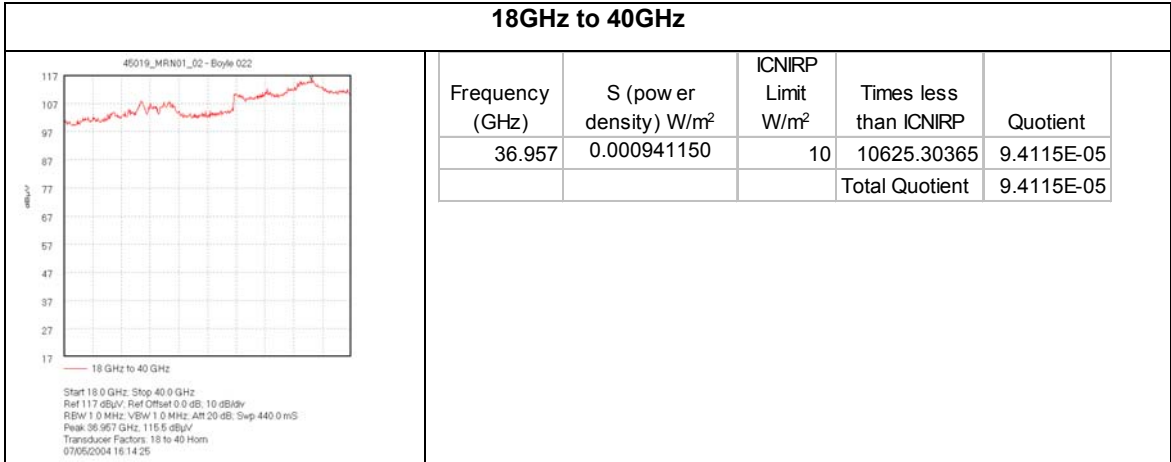 18GHz to 40GHz
45019_MRN01_02 - Boyle 022
117
107
97
87
77
67
57
47
37
27
17
dBµV
18 GHz to 40 GHz
Start 18.0 GHz; Stop 40.0 GHz
Ref 117 dBµV; Ref Offset 0.0 dB; 10 dB/div
RBW 1.0 MHz; VBW 1.0 MHz; Att 20 dB; Swp 440.0 mS
Peak 36.957 GHz, 115.5 dBµV
Transducer Factors: 18 to 40 Horn
07/05/2004 16:14:25
Frequency (GHz) S (pow er density) W/m² ICNIRP Limit W/m² Times less than ICNIRP Quotient
36.957 0.000941150 10 10625.30365 9.4115E-05
Total Quotient 9.4115E-05